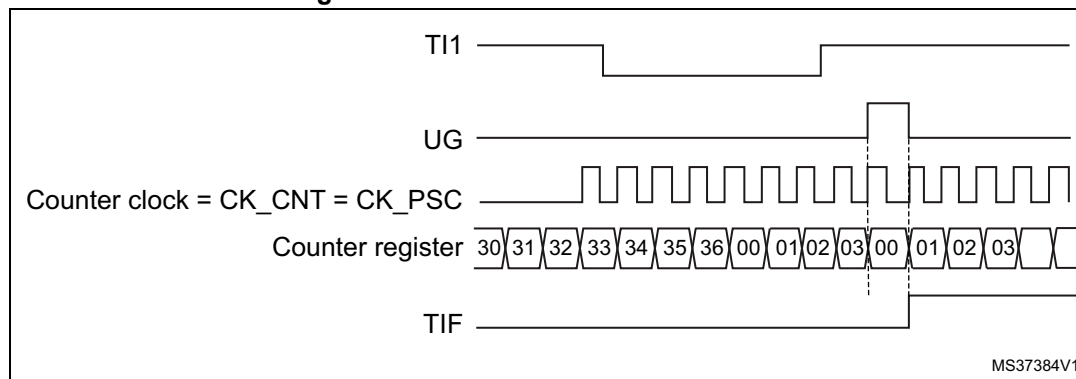 TI1
UG
Counter clock = CK_CNT = CK_PSC
Counter register 30 31 32 33 34 35 36 00 01 02 03 00 01 02 03
TIF
MS37384V1